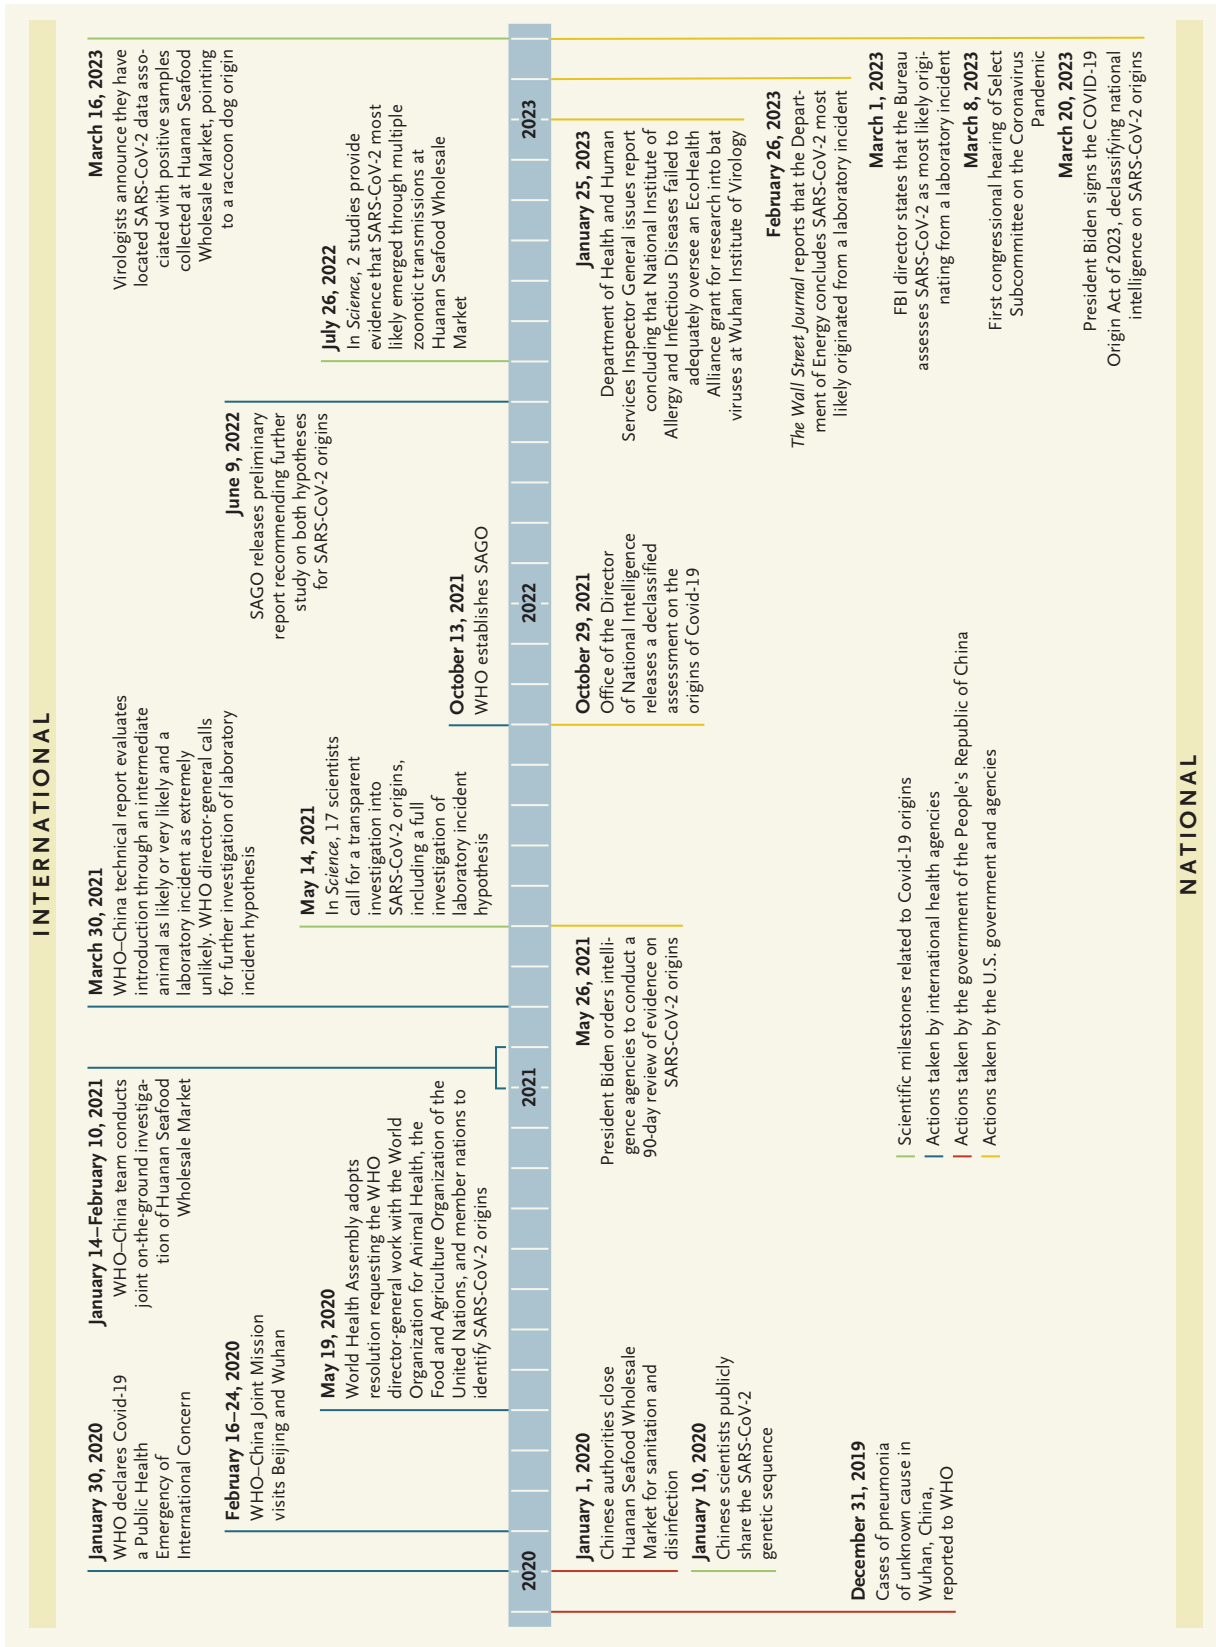 INTERNATIONAL
January 30, 2020
WHO declares Covid-19
a Public Health
Emergency of
International Concern
February 16–24, 2020
WHO–China Joint Mission
visits Beijing and Wuhan
May 19, 2020
World Health Assembly adopts
resolution requesting the WHO
director-general work with the World
Organization for Animal Health, the
Food and Agriculture Organization of the
United Nations, and member nations to
identify SARS-CoV-2 origins
January 14–February 10, 2021
WHO–China team conducts
joint on-the-ground investiga-
tion of Huanan Seafood
Wholesale Market
March 30, 2021
WHO–China technical report evaluates
introduction through an intermediate
animal as likely or very likely and a
laboratory incident as extremely
unlikely. WHO director-general calls
for further investigation of laboratory
incident hypothesis
May 14, 2021
In Science, 17 scientists
call for a transparent
investigation into
SARS-CoV-2 origins,
including a full
investigation of
laboratory incident
hypothesis
October 13, 2021
WHO establishes SAGO
June 9, 2022
SAGO releases preliminary
report recommending further
study on both hypotheses
for SARS-CoV-2 origins
July 26, 2022
In Science, 2 studies provide
evidence that SARS-CoV-2 most
likely emerged through multiple
zoonotic transmissions at
Huanan Seafood Wholesale
Market
March 16, 2023
Virologists announce they have
located SARS-CoV-2 data asso-
ciated with positive samples
collected at Huanan Seafood
Wholesale Market, pointing
to a raccoon dog origin
2020
2021
2022
2023
December 31, 2019
Cases of pneumonia
of unknown cause in
Wuhan, China,
reported to WHO
January 1, 2020
Chinese authorities close
Huanan Seafood Wholesale
Market for sanitation and
disinfection
January 10, 2020
Chinese scientists publicly
share the SARS-CoV-2
genetic sequence
May 26, 2021
President Biden orders intelli-
gence agencies to conduct a
90-day review of evidence on
SARS-CoV-2 origins
October 29, 2021
Office of the Director
of National Intelligence
releases a declassified
assessment on the
origins of Covid-19
January 25, 2023
Department of Health and Human
Services Inspector General issues report
concluding that National Institute of
Allergy and Infectious Diseases failed to
adequately oversee an EcoHealth
Alliance grant for research into bat
viruses at Wuhan Institute of Virology
February 26, 2023
The Wall Street Journal reports that the Depart-
ment of Energy concludes SARS-CoV-2 most
likely originated from a laboratory incident
March 1, 2023
FBI director states that the Bureau
assesses SARS-CoV-2 as most likely origi-
nating from a laboratory incident
March 8, 2023
First congressional hearing of Select
Subcommittee on the Coronavirus
Pandemic
March 20, 2023
President Biden signs the COVID-19
Origin Act of 2023, declassifying national
intelligence on SARS-CoV-2 origins
Scientific milestones related to Covid-19 origins
Actions taken by international health agencies
Actions taken by the government of the People's Republic of China
Actions taken by the U.S. government and agencies
NATIONAL